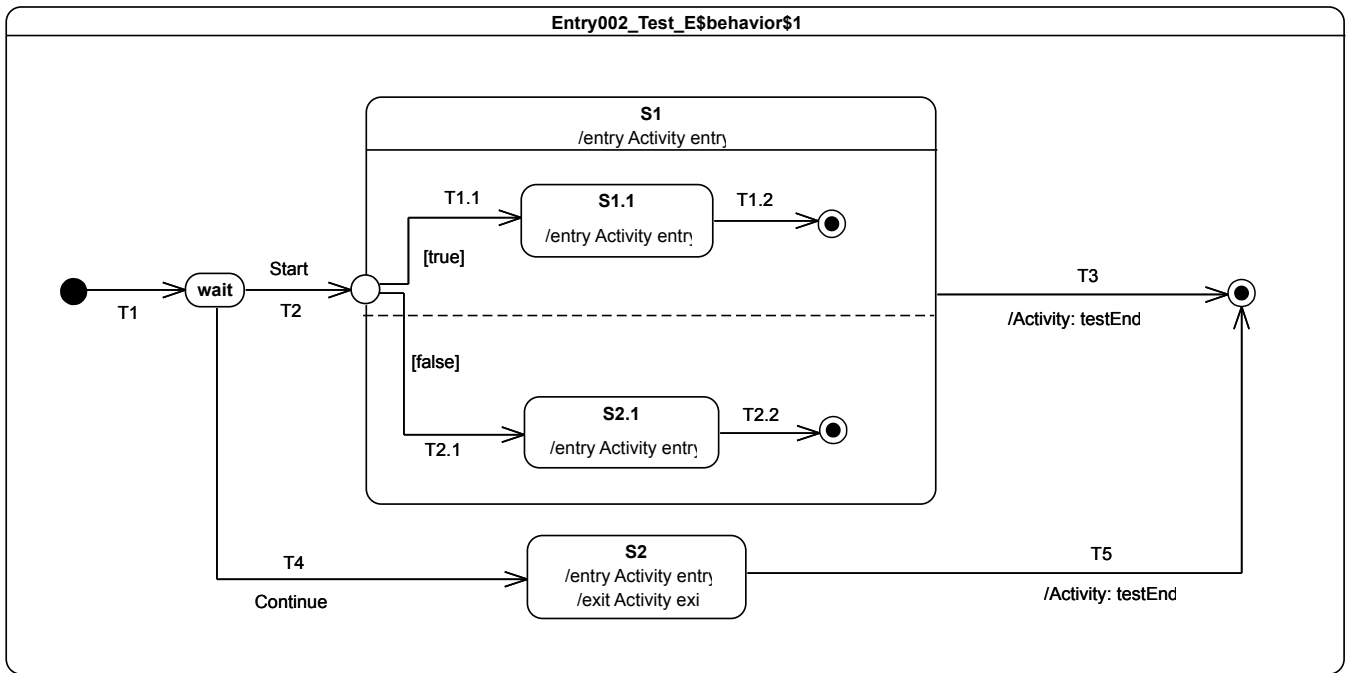 Entry002_Test_E$behavior$1
S1
/entry Activity entry
T1.1
S1.1
/entry Activity entry
T1.2
[true]
Start
wait
T1
T2
T3
/Activity: testEnd
[false]
S2.1
/entry Activity entry
T2.1
T2.2
T4
Continue
S2
/entry Activity entry
/exit Activity exi
T5
/Activity: testEnd